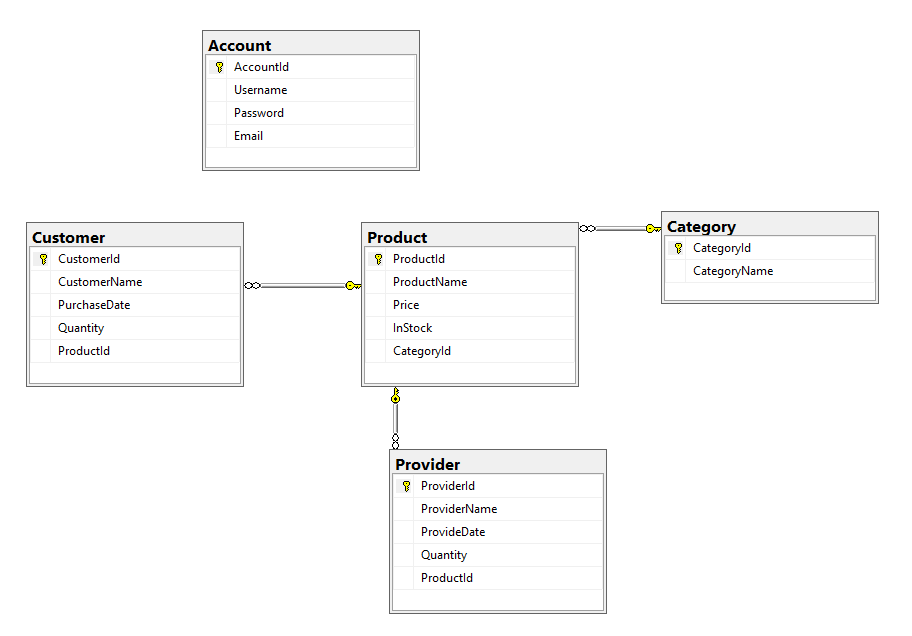 Account
AccountId
Username
Password
Email
Customer
CustomerId
CustomerName
PurchaseDate
Quantity
ProductId
Product
ProductId
ProductName
Price
InStock
CategoryId
Category
CategoryId
CategoryName
Provider
ProviderId
ProviderName
ProvideDate
Quantity
ProductId